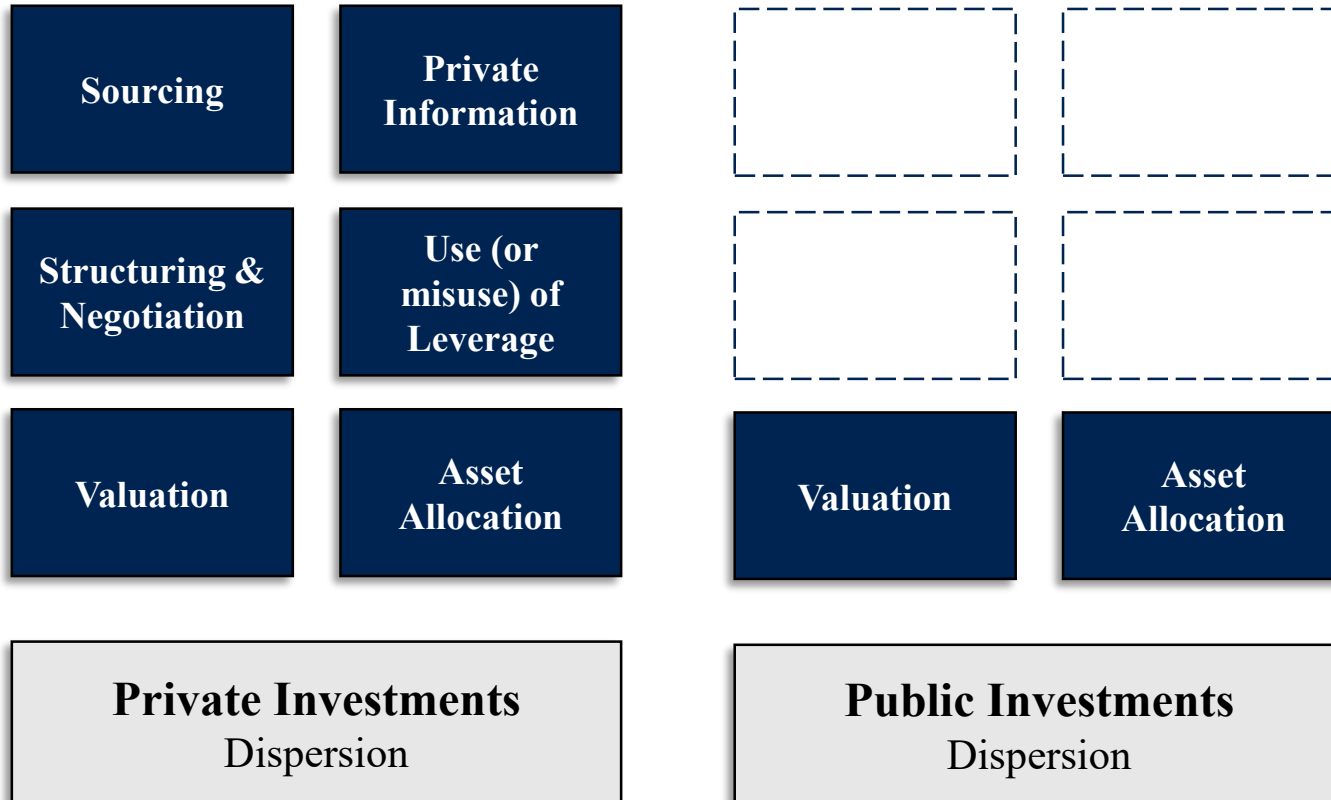 Sourcing
Private
Information
Structuring &
Negotiation
Use (or
misuse) of
Leverage
Valuation
Asset
Allocation
Valuation
Asset
Allocation
Private Investments
Dispersion
Public Investments
Dispersion